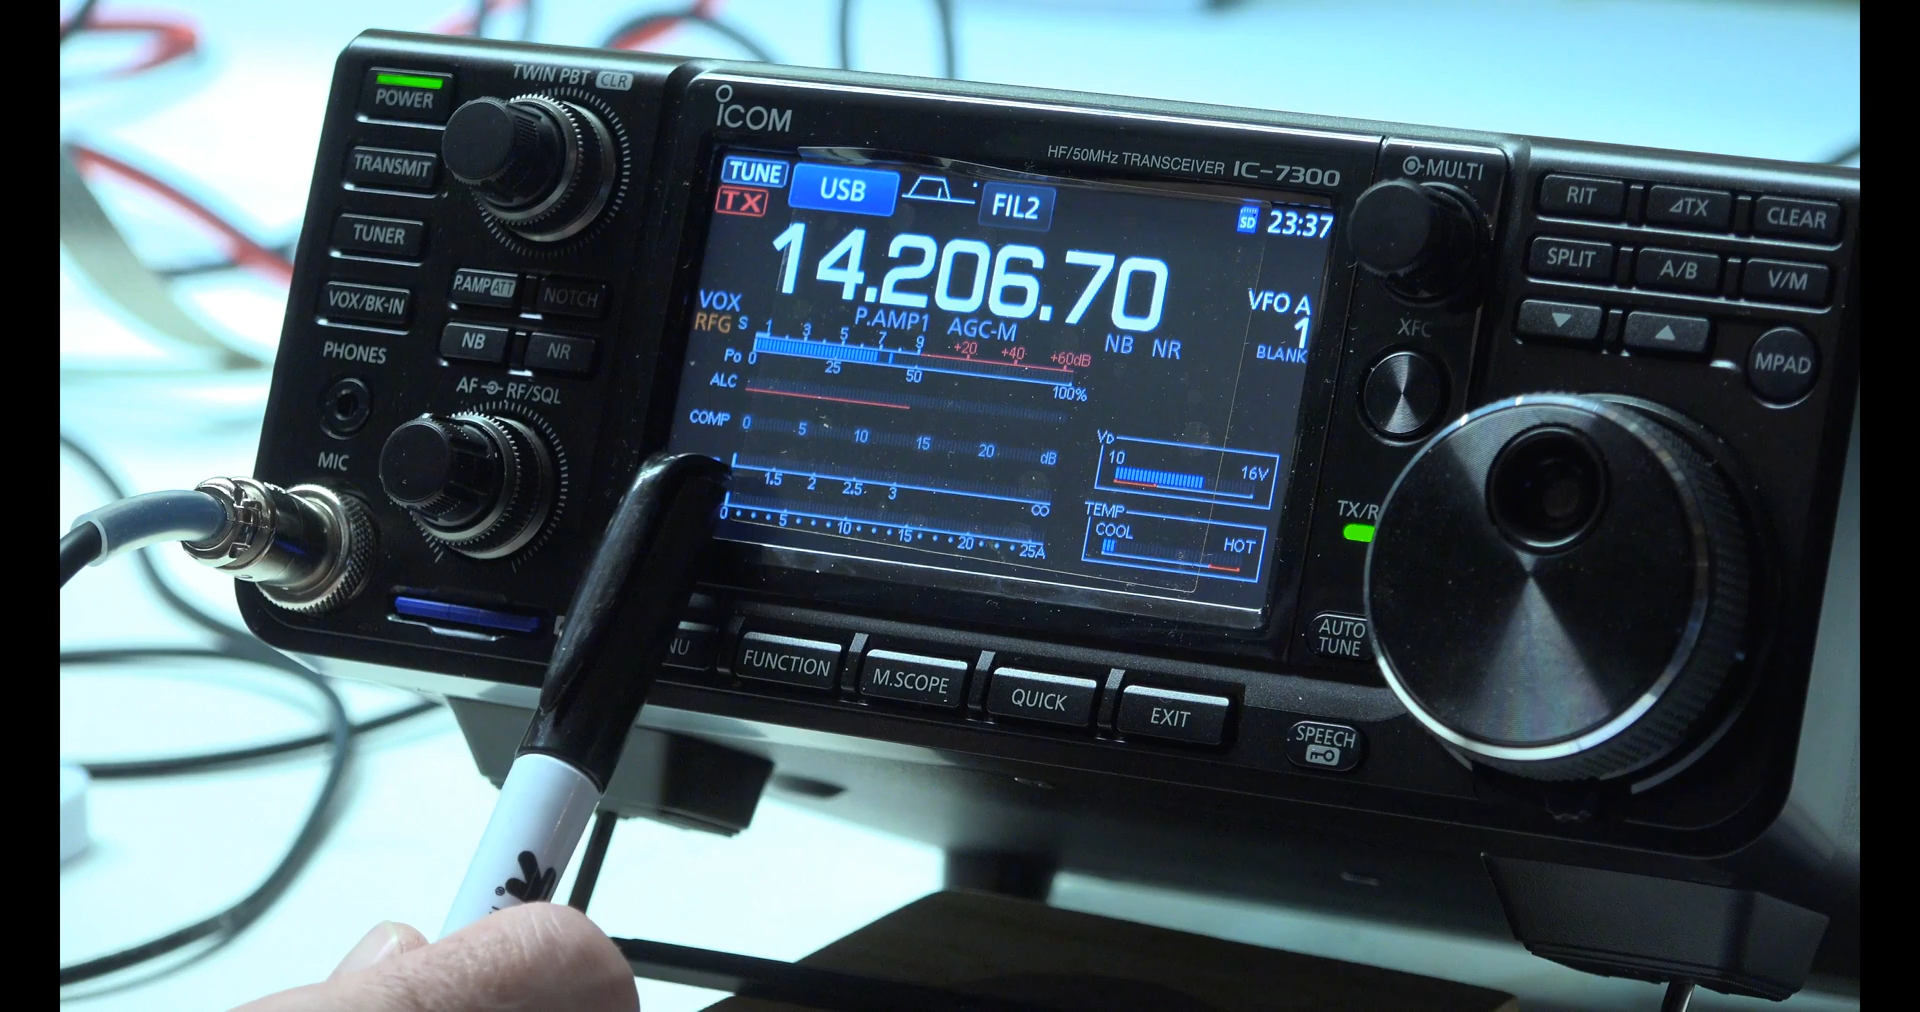 POWER
TRANSMIT
TUNER
VOX/BK-IN
PHONES
MIC
TWIN PBT CLR
P.AMP ATT
NOTCH
NB
NR
AF RF/SQL
ICOM
HF/50MHz TRANSCEIVER IC-7300
TUNE
TX
USB
FIL2
SD
23:37
14.206.70
VFO A
1
BLANK
VOX
RFG
P.AMP1 AGC-M
NB NR
S 1 3 5 7 9 +20 +40 +60dB
Po 0 25 50 100%
ALC
COMP 0 5 10 15 20 dB
1.5 2 2.5 3 ∞
0 5 10 15 20 25A
VD
10 16V
TEMP
COOL HOT
NU
FUNCTION
M.SCOPE
QUICK
EXIT
MULTI
XFC
TX/R
AUTO
TUNE
SPEECH
RIT
⊿TX
CLEAR
SPLIT
A/B
V/M
▼
▲
MPAD